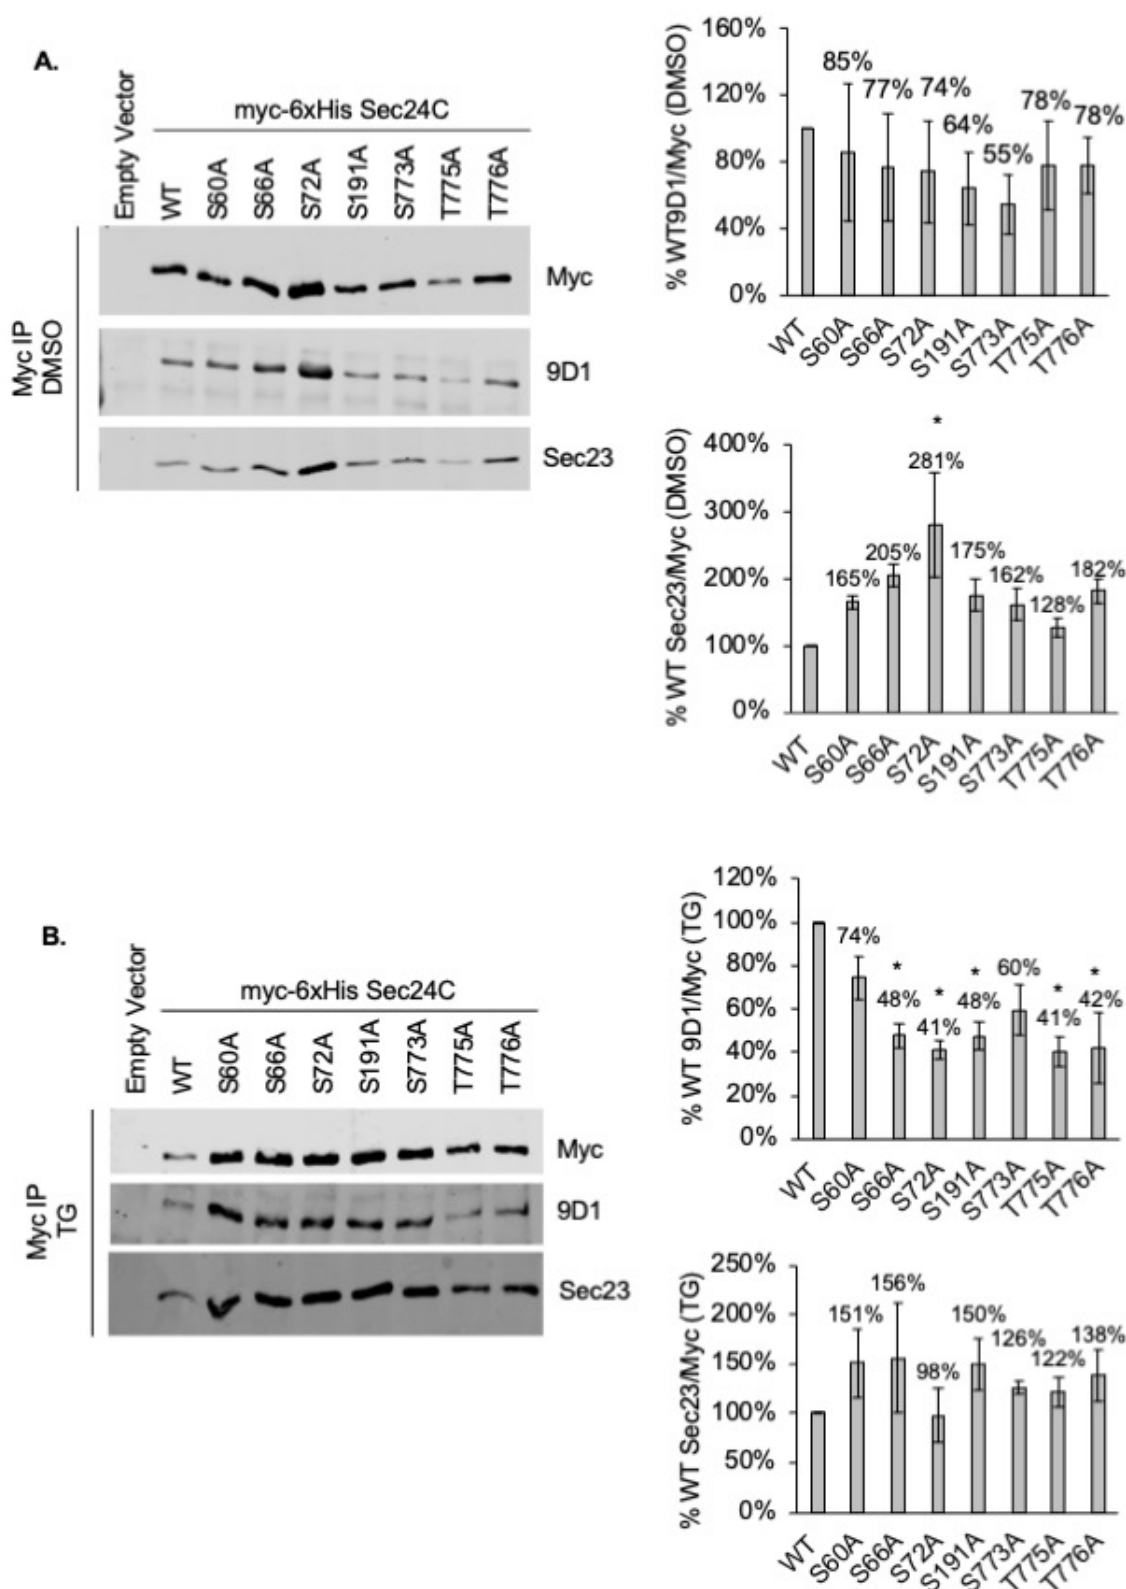 A.
Empty Vector
myc-6xHis Sec24C
WT
S60A
S66A
S72A
S191A
S773A
T775A
T776A
Myc IP
DMSO
Myc
9D1
Sec23
% WT9D1/Myc (DMSO)
160%
120%
80%
40%
0%
85%
77%
74%
64%
55%
78%
78%
WT
S60A
S66A
S72A
S191A
S773A
T775A
T776A
% WT Sec23/Myc (DMSO)
400%
300%
200%
100%
0%
165%
205%
*
281%
175%
162%
128%
182%
WT
S60A
S66A
S72A
S191A
S773A
T775A
T776A
B.
Empty Vector
myc-6xHis Sec24C
WT
S60A
S66A
S72A
S191A
S773A
T775A
T776A
Myc IP
TG
Myc
9D1
Sec23
% WT 9D1/Myc (TG)
120%
100%
80%
60%
40%
20%
0%
74%
*
48%
*
41%
*
48%
60%
*
41%
*
42%
WT
S60A
S66A
S72A
S191A
S773A
T775A
T776A
% WT Sec23/Myc (TG)
250%
200%
150%
100%
50%
0%
151%
156%
98%
150%
126%
122%
138%
WT
S60A
S66A
S72A
S191A
S773A
T775A
T776A